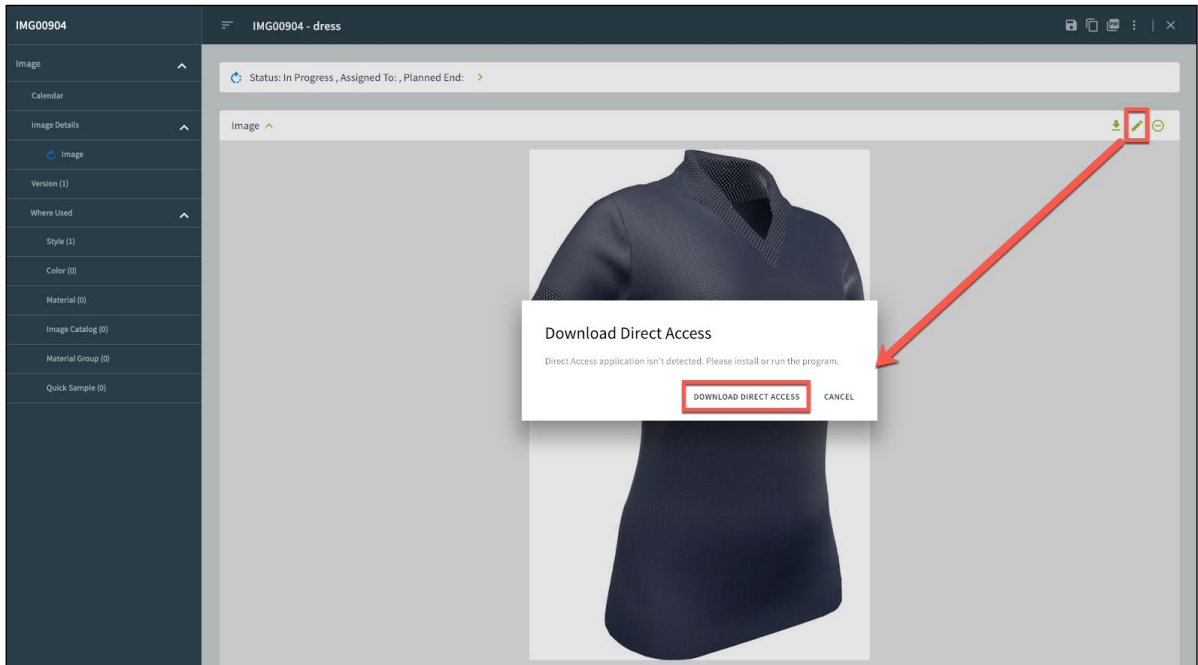 IMG00904
IMG00904 - dress
PDF
Image
Status: In Progress , Assigned To: , Planned End:
Calendar
Image Details
Image
Image
Version (1)
Where Used
Style (1)
Color (0)
Material (0)
Image Catalog (0)
Material Group (0)
Quick Sample (0)
Download Direct Access
Direct Access application isn't detected. Please install or run the program.
DOWNLOAD DIRECT ACCESS CANCEL